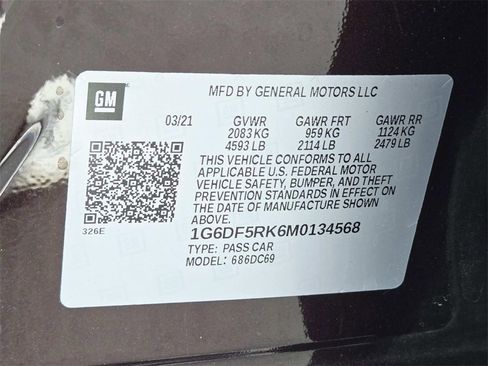 GM
MFD BY GENERAL MOTORS LLC
03/21 GVWR GAWR FRT GAWR RR
2083 KG 959 KG 1124 KG
4593 LB 2114 LB 2479 LB
THIS VEHICLE CONFORMS TO ALL
APPLICABLE U.S. FEDERAL MOTOR
VEHICLE SAFETY, BUMPER, AND THEFT
PREVENTION STANDARDS IN EFFECT ON
THE DATE OF MANUFACTURE SHOWN
ABOVE.
326E
1G6DF5RK6M0134568
TYPE: PASS CAR
MODEL: 686DC69